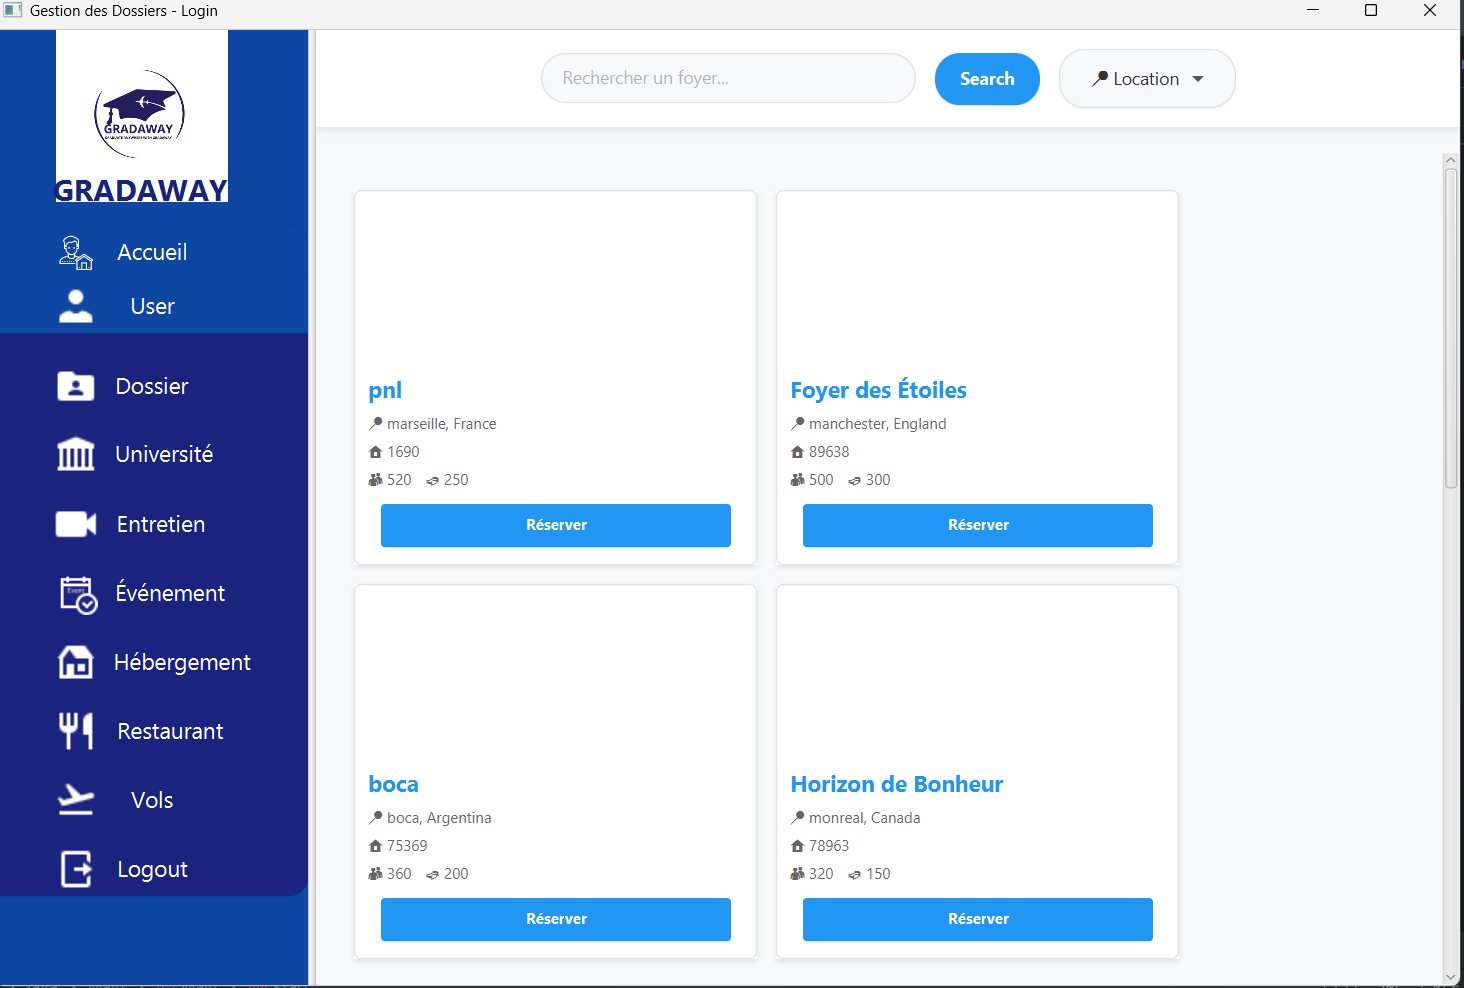 Gestion des Dossiers - Login
GRADAWAY
GRADAWAY
Accueil
User
Dossier
Université
Entretien
Événement
Hébergement
Restaurant
Vols
Logout
Rechercher un foyer...
Search
Location
pnl
marseille, France
1690
520 250
Réserver
Foyer des Étoiles
manchester, England
89638
500 300
Réserver
boca
boca, Argentina
75369
360 200
Réserver
Horizon de Bonheur
monreal, Canada
78963
320 150
Réserver